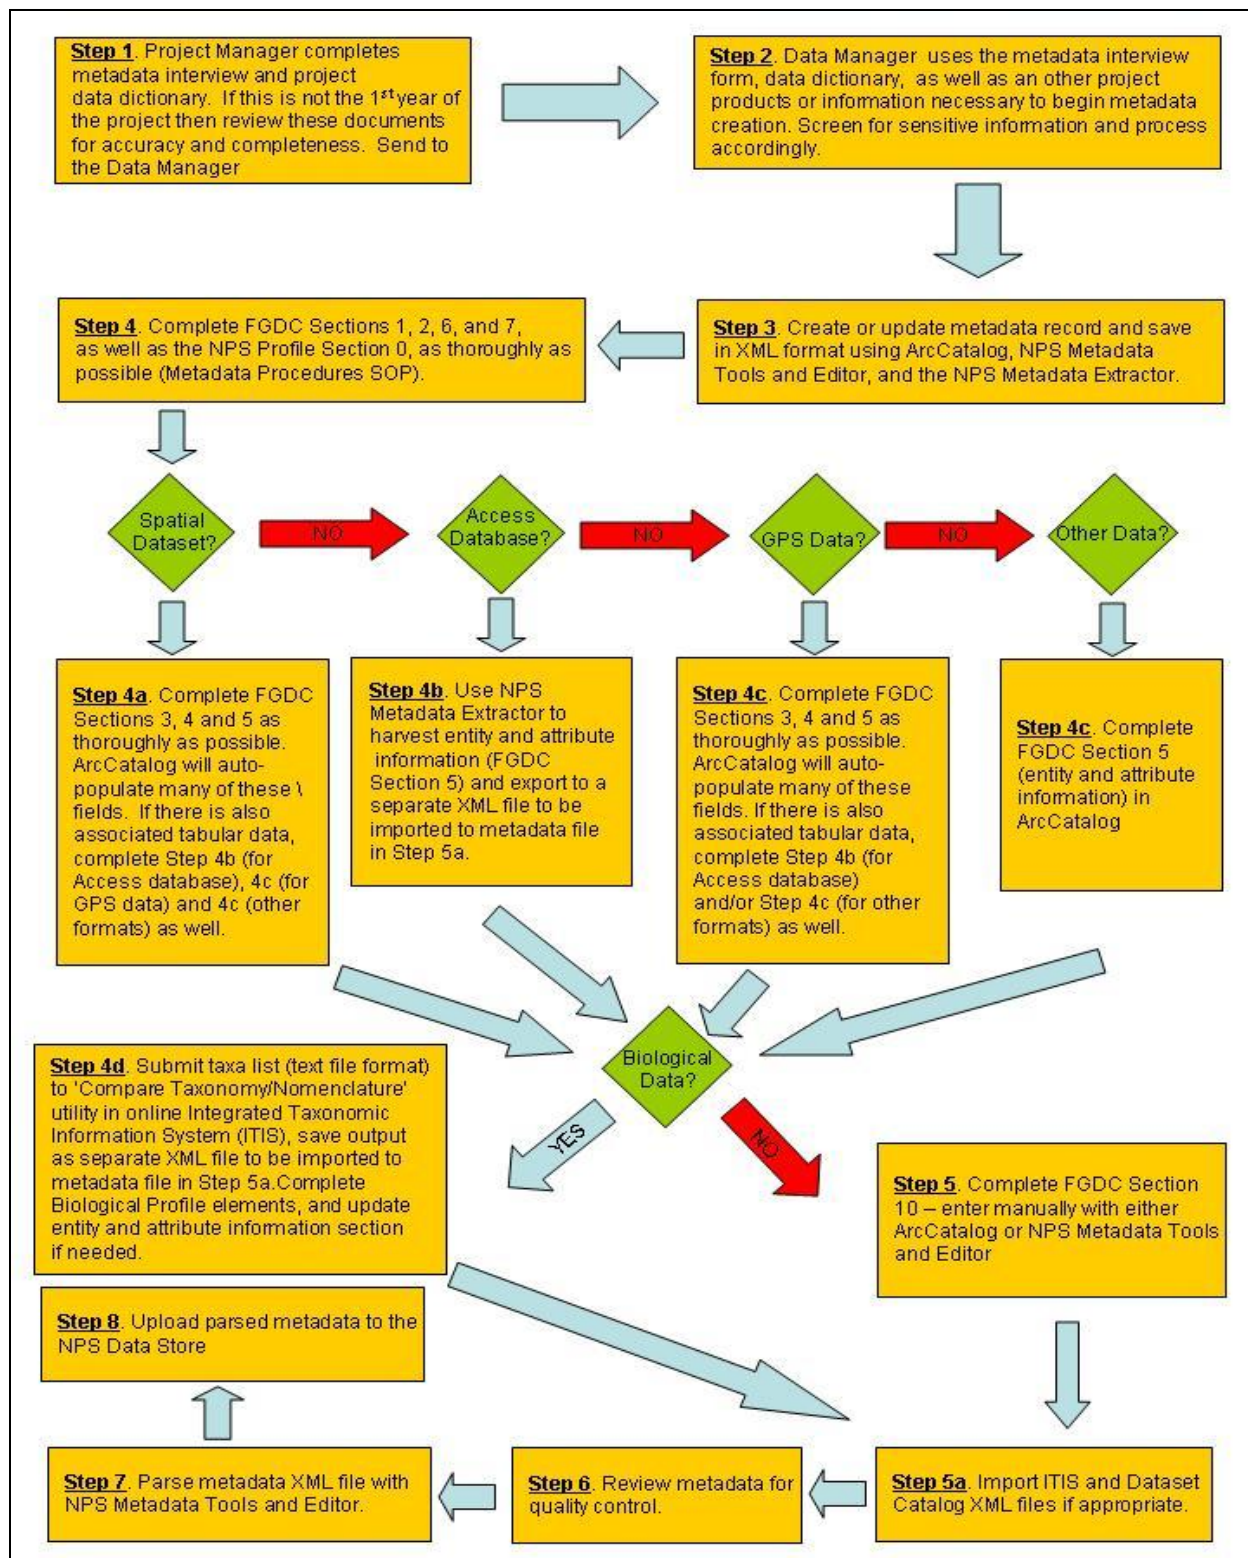 Step 1. Project Manager completes
metadata interview and project
data dictionary. If this is not the 1st year of
the project then review these documents
for accuracy and completeness. Send to
the Data Manager
Step 2. Data Manager uses the metadata interview
form, data dictionary, as well as an other project
products or information necessary to begin metadata
creation. Screen for sensitive information and process
accordingly.
Step 4. Complete FGDC Sections 1, 2, 6, and 7,
as well as the NPS Profile Section 0, as thoroughly as
possible (Metadata Procedures SOP).
Step 3. Create or update metadata record and save
in XML format using ArcCatalog, NPS Metadata
Tools and Editor, and the NPS Metadata Extractor.
Spatial
Dataset?
NO
Access
Database?
NO
GPS Data?
NO
Other Data?
Step 4a. Complete FGDC
Sections 3, 4 and 5 as
thoroughly as possible.
ArcCatalog will auto-
populate many of these \
fields. If there is also
associated tabular data,
complete Step 4b (for
Access database), 4c (for
GPS data) and 4c (other
formats) as well.
Step 4b. Use NPS
Metadata Extractor to
harvest entity and attribute
information (FGDC
Section 5) and export to a
separate XML file to be
imported to metadata file
in Step 5a.
Step 4c. Complete FGDC
Sections 3, 4 and 5 as
thoroughly as possible.
ArcCatalog will auto-
populate many of these
fields. If there is also
associated tabular data,
complete Step 4b (for
Access database)
and/or Step 4c (for other
formats) as well.
Step 4c. Complete
FGDC Section 5
(entity and attribute
information) in
ArcCatalog
Biological
Data?
YES
NO
Step 4d. Submit taxa list (text file format)
to 'Compare Taxonomy/Nomenclature'
utility in online Integrated Taxonomic
Information System (ITIS), save output
as separate XML file to be imported to
metadata file in Step 5a.Complete
Biological Profile elements, and update
entity and attribute information section
if needed.
Step 5. Complete FGDC Section
10 – enter manually with either
ArcCatalog or NPS Metadata Tools
and Editor
Step 8. Upload parsed metadata to the
NPS Data Store
Step 7. Parse metadata XML file with
NPS Metadata Tools and Editor.
Step 6. Review metadata for
quality control.
Step 5a. Import ITIS and Dataset
Catalog XML files if appropriate.